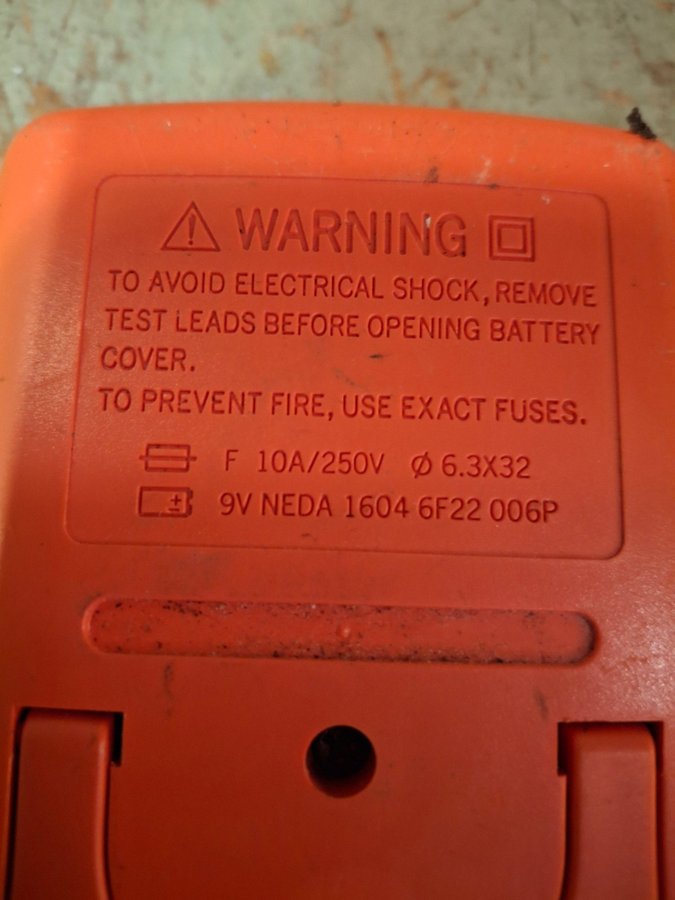 WARNING
TO AVOID ELECTRICAL SHOCK, REMOVE
TEST LEADS BEFORE OPENING BATTERY
COVER.
TO PREVENT FIRE, USE EXACT FUSES.
F 10A/250V Ø 6.3X32
9V NEDA 1604 6F22 006P